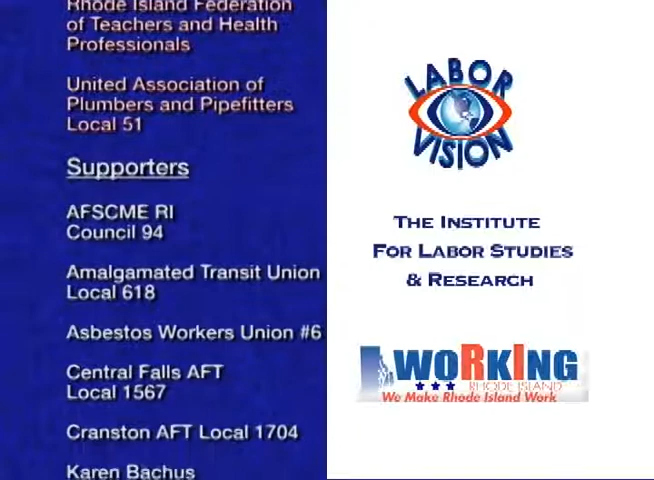 Rhode Island Federation
of Teachers and Health
Professionals
United Association of
Plumbers and Pipefitters
Local 51
Supporters
AFSCME RI
Council 94
Amalgamated Transit Union
Local 618
Asbestos Workers Union #6
Central Falls AFT
Local 1567
Cranston AFT Local 1704
Karen Bachus
LABOR
VISION
THE INSTITUTE
FOR LABOR STUDIES
& RESEARCH
WORKING
RHODE ISLAND
We Make Rhode Island Work